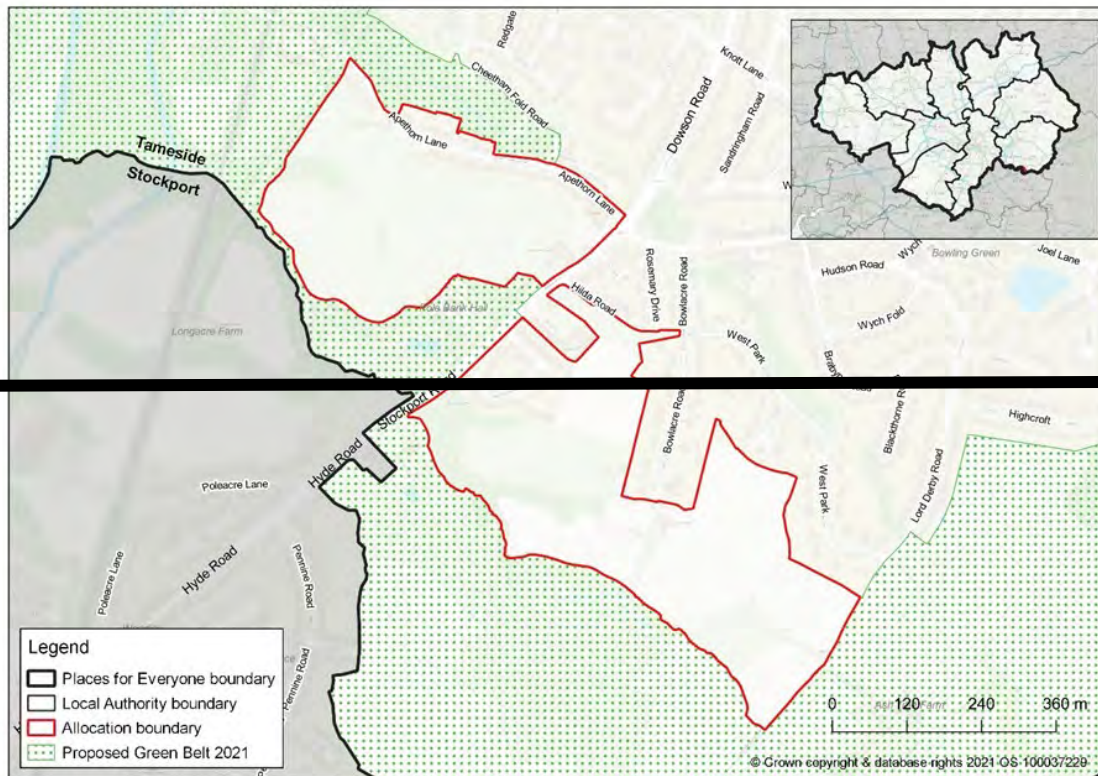 Redgate
Knott Lane
Cheetham Fold Road
Dowson Road
Sandringham Road
Apethorn Lane
Tameside
Stockport
Apethorn Lane
W
Rosemary Drive
Bowlacre Road
Hudson Road
Wych
Bowling Green
Joel Lane
Hilda Road
Pole Bank Hall
Longacre Farm
Wych Fold
West Park
Stockport Road
Bowlacre Road
Highcroft
Hyde Road
Poleacre Lane
West Park
Lord Derby Road
Hyde Road
Pennine Road
Poleacre Lane
Pennine Road
Legend
Places for Everyone boundary
Local Authority boundary
Allocation boundary
Proposed Green Belt 2021
0 120 240 360 m
Farm
© Crown copyright & database rights 2021 OS 100037229